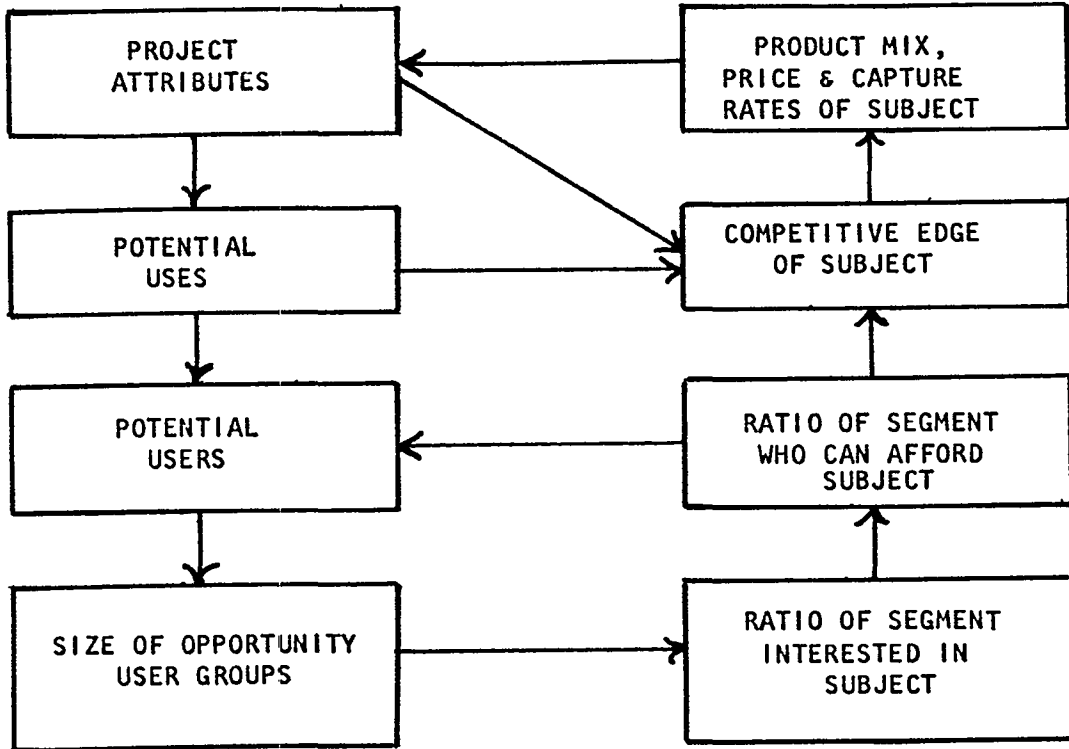 PROJECT
ATTRIBUTES
PRODUCT MIX,
PRICE & CAPTURE
RATES OF SUBJECT
POTENTIAL
USES
COMPETITIVE EDGE
OF SUBJECT
POTENTIAL
USERS
RATIO OF SEGMENT
WHO CAN AFFORD
SUBJECT
SIZE OF OPPORTUNITY
USER GROUPS
RATIO OF SEGMENT
INTERESTED IN
SUBJECT